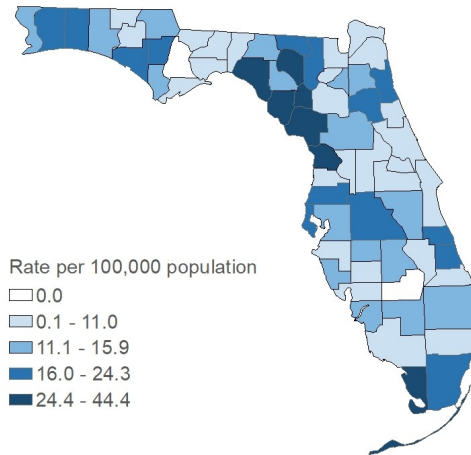 Rate per 100,000 population
0.0
0.1 - 11.0
11.1 - 15.9
16.0 - 24.3
24.4 - 44.4